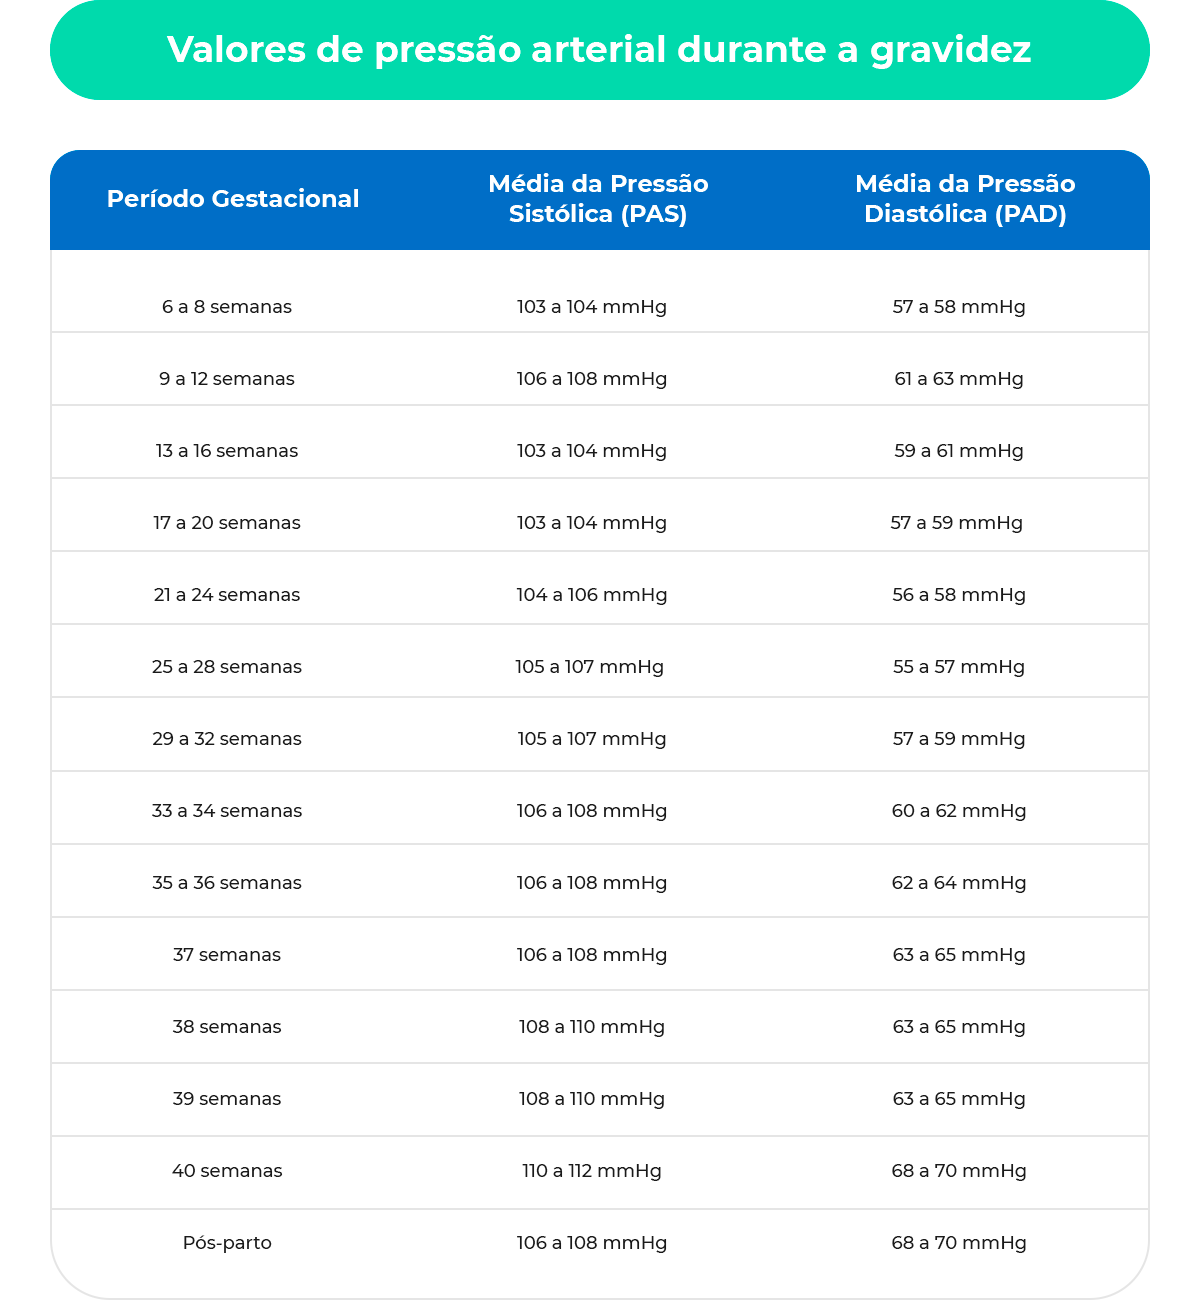 Valores de pressão arterial durante a gravidez
Período Gestacional
Média da Pressão
Sistólica (PAS)
Média da Pressão
Diastólica (PAD)
6 a 8 semanas 103 a 104 mmHg 57 a 58 mmHg
9 a 12 semanas 106 a 108 mmHg 61 a 63 mmHg
13 a 16 semanas 103 a 104 mmHg 59 a 61 mmHg
17 a 20 semanas 103 a 104 mmHg 57 a 59 mmHg
21 a 24 semanas 104 a 106 mmHg 56 a 58 mmHg
25 a 28 semanas 105 a 107 mmHg 55 a 57 mmHg
29 a 32 semanas 105 a 107 mmHg 57 a 59 mmHg
33 a 34 semanas 106 a 108 mmHg 60 a 62 mmHg
35 a 36 semanas 106 a 108 mmHg 62 a 64 mmHg
37 semanas 106 a 108 mmHg 63 a 65 mmHg
38 semanas 108 a 110 mmHg 63 a 65 mmHg
39 semanas 108 a 110 mmHg 63 a 65 mmHg
40 semanas 110 a 112 mmHg 68 a 70 mmHg
Pós-parto 106 a 108 mmHg 68 a 70 mmHg